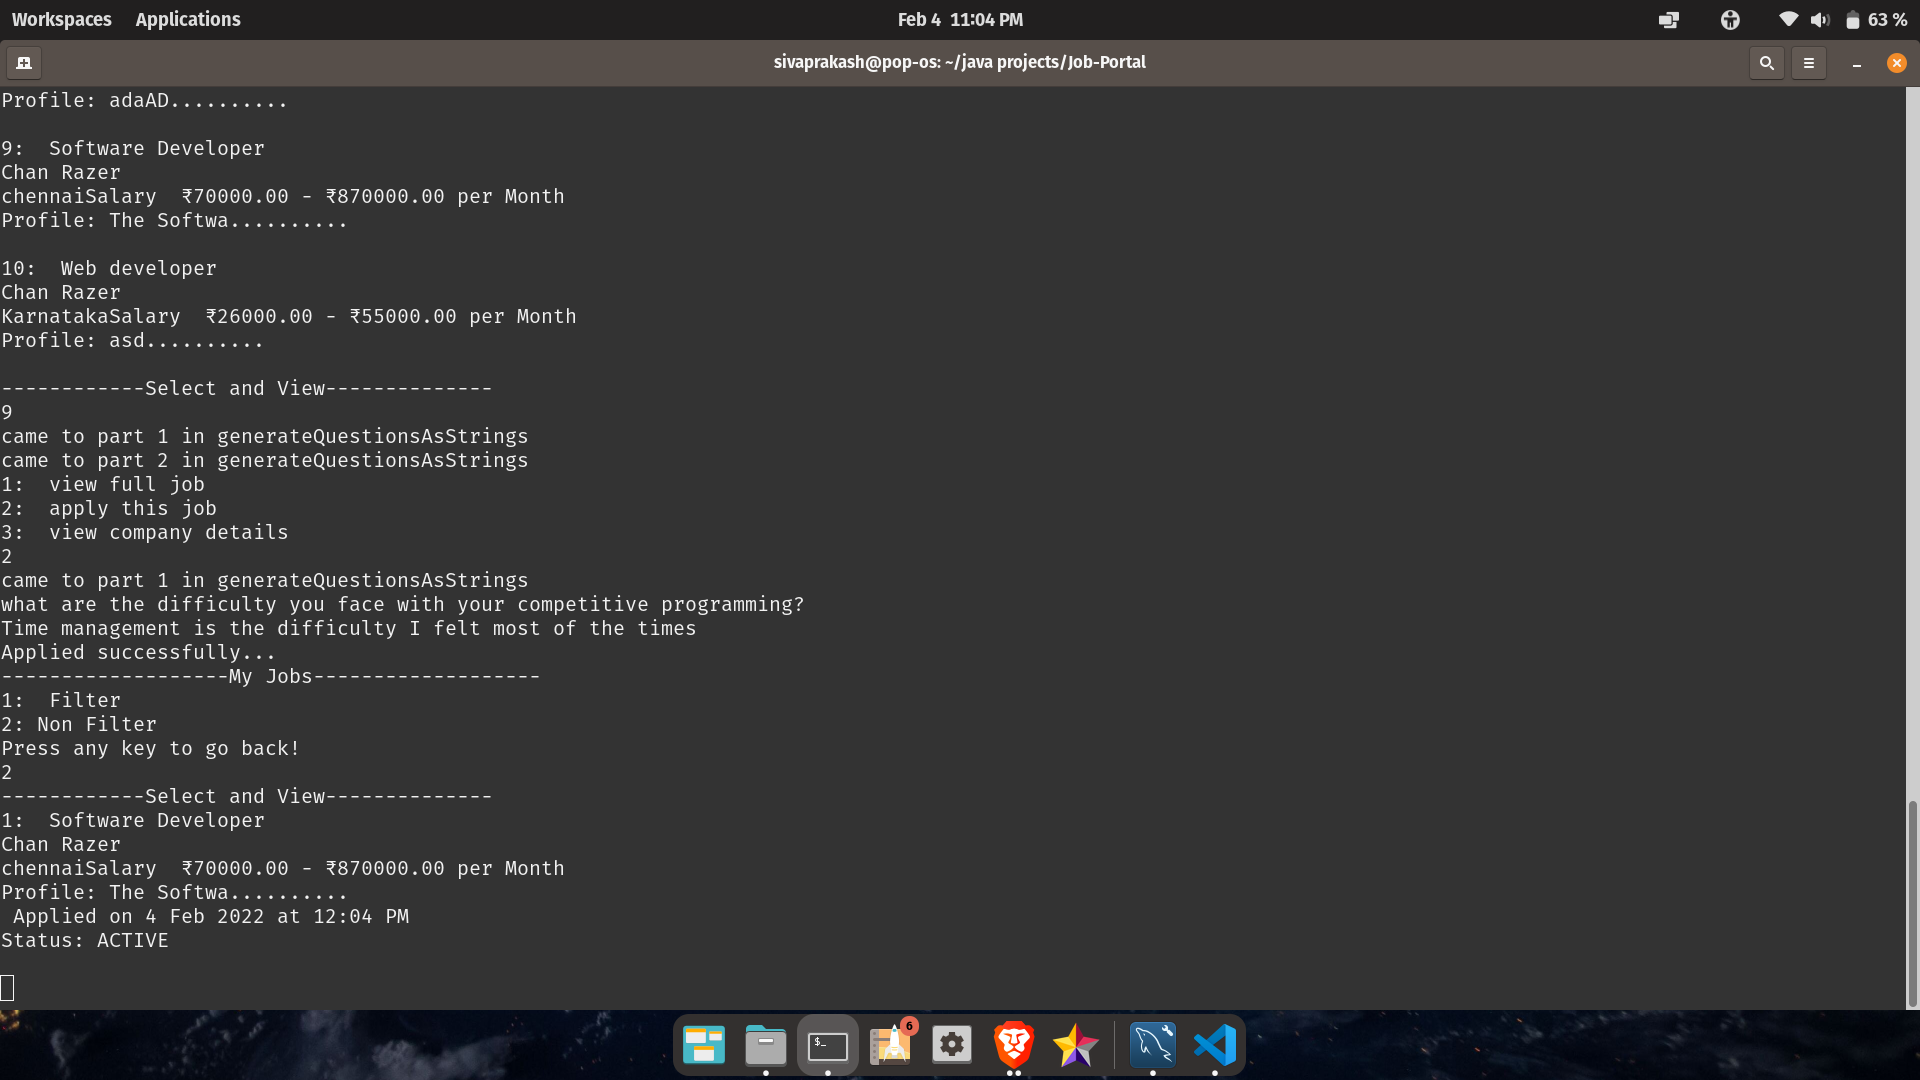 Workspaces Applications Feb 4 11:04 PM 63 %
sivaprakash@pop-os: ~/java projects/Job-Portal
Profile: adaAD..........
9:  Software Developer
Chan Razer
chennaiSalary  ₹70000.00 - ₹870000.00 per Month
Profile: The Softwa..........
10:  Web developer
Chan Razer
KarnatakaSalary  ₹26000.00 - ₹55000.00 per Month
Profile: asd..........
------------Select and View--------------
9
came to part 1 in generateQuestionsAsStrings
came to part 2 in generateQuestionsAsStrings
1:  view full job
2:  apply this job
3:  view company details
2
came to part 1 in generateQuestionsAsStrings
what are the difficulty you face with your competitive programming?
Time management is the difficulty I felt most of the times
Applied successfully...
-------------------My Jobs-------------------
1:  Filter
2: Non Filter
Press any key to go back!
2
------------Select and View--------------
1:  Software Developer
Chan Razer
chennaiSalary  ₹70000.00 - ₹870000.00 per Month
Profile: The Softwa..........
 Applied on 4 Feb 2022 at 12:04 PM
Status: ACTIVE
$_
6